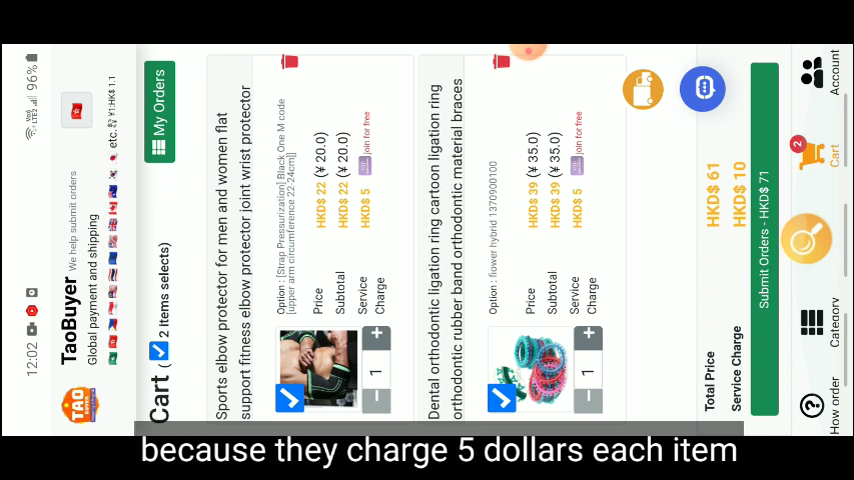 12:02
LTE2
96%
TAO
BUYER
TaoBuyer We help submit orders
Global payment and shipping
etc. ¥1:HK$ 1.1
Cart ( 2 items selects)
My Orders
Sports elbow protector for men and women flat
support fitness elbow protector joint wrist protector
Option : [Strap Pressurization] Black One M code
[upper arm circumference 22-24cm]]
Price HKD$ 22 (¥ 20.0)
Subtotal HKD$ 22 (¥ 20.0)
Service Charge HKD$ 5 join for free
− 1 +
Dental orthodontic ligation ring cartoon ligation ring
orthodontic rubber band orthodontic material braces
Option : flower hybrid 1370900100
Price HKD$ 39 (¥ 35.0)
Subtotal HKD$ 39 (¥ 35.0)
Service Charge HKD$ 5 join for free
− 1 +
Total Price HKD$ 61
Service Charge HKD$ 10
Submit Orders - HKD$ 71
How order
Category
Cart
2
Account
because they charge 5 dollars each item